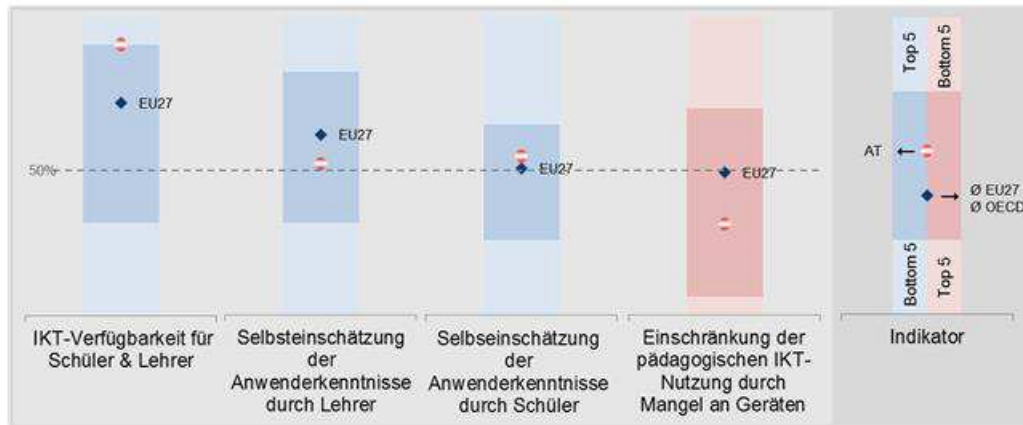 Top 5
Bottom 5
EU27
EU27
EU27
EU27
50%
AT
Ø EU27
Ø OECD
Bottom 5
Top 5
IKT-Verfügbarkeit für
Schüler & Lehrer
Selbsteinschätzung
der
Anwenderkenntnisse
durch Lehrer
Selbseinschätzung
der
Anwenderkenntnisse
durch Schüler
Einschränkung der
pädagogischen IKT-
Nutzung durch
Mangel an Geräten
Indikator